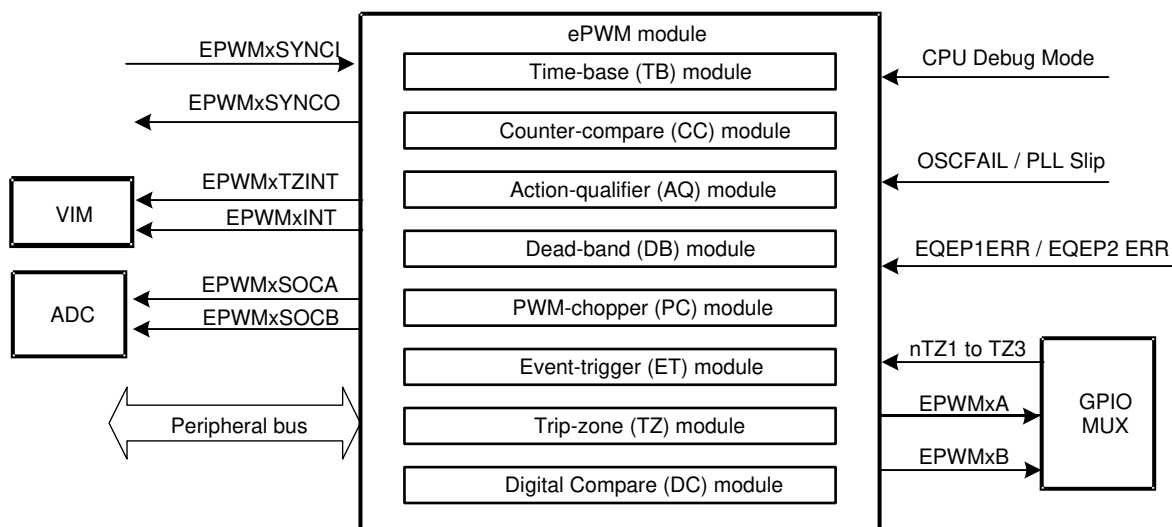 ePWM module
EPWMxSYNCI
Time-base (TB) module
CPU Debug Mode
EPWMxSYNCO
Counter-compare (CC) module
OSCFAIL / PLL Slip
EPWMxTZINT
Action-qualifier (AQ) module
VIM
EPWMxINT
Dead-band (DB) module
EQEP1ERR / EQEP2 ERR
EPWMxSOCA
ADC
PWM-chopper (PC) module
EPWMxSOCB
nTZ1 to TZ3
Event-trigger (ET) module
EPWMxA
GPIO
MUX
Peripheral bus
Trip-zone (TZ) module
EPWMxB
Digital Compare (DC) module